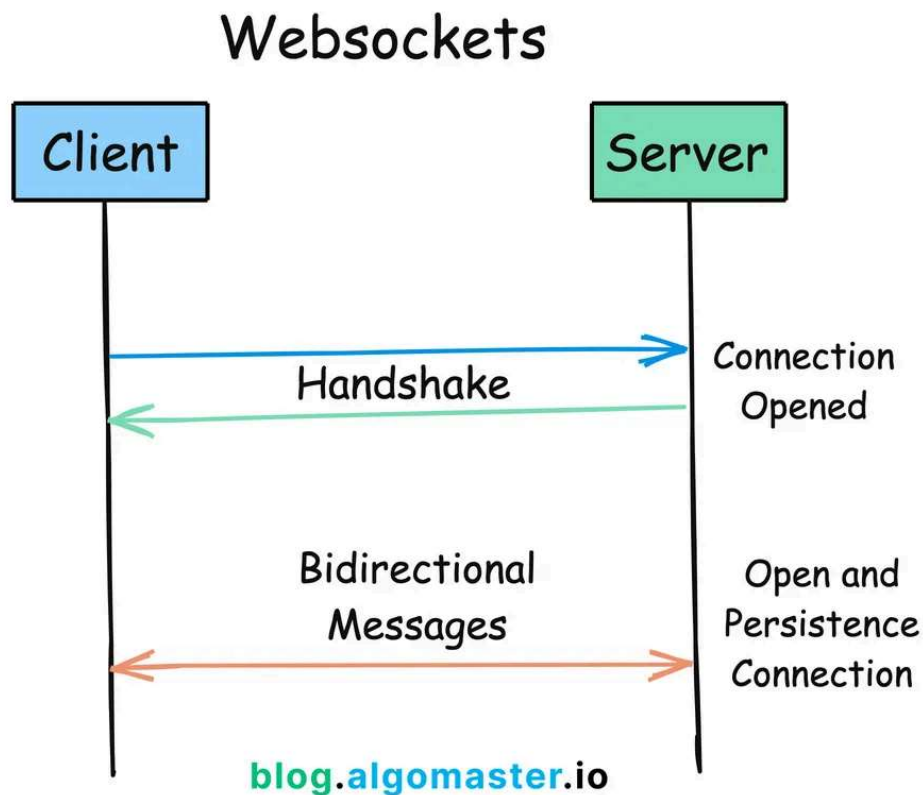 Websockets
Client
Server
Handshake
Connection
Opened
Bidirectional
Messages
Open and
Persistence
Connection
blog.algomaster.io